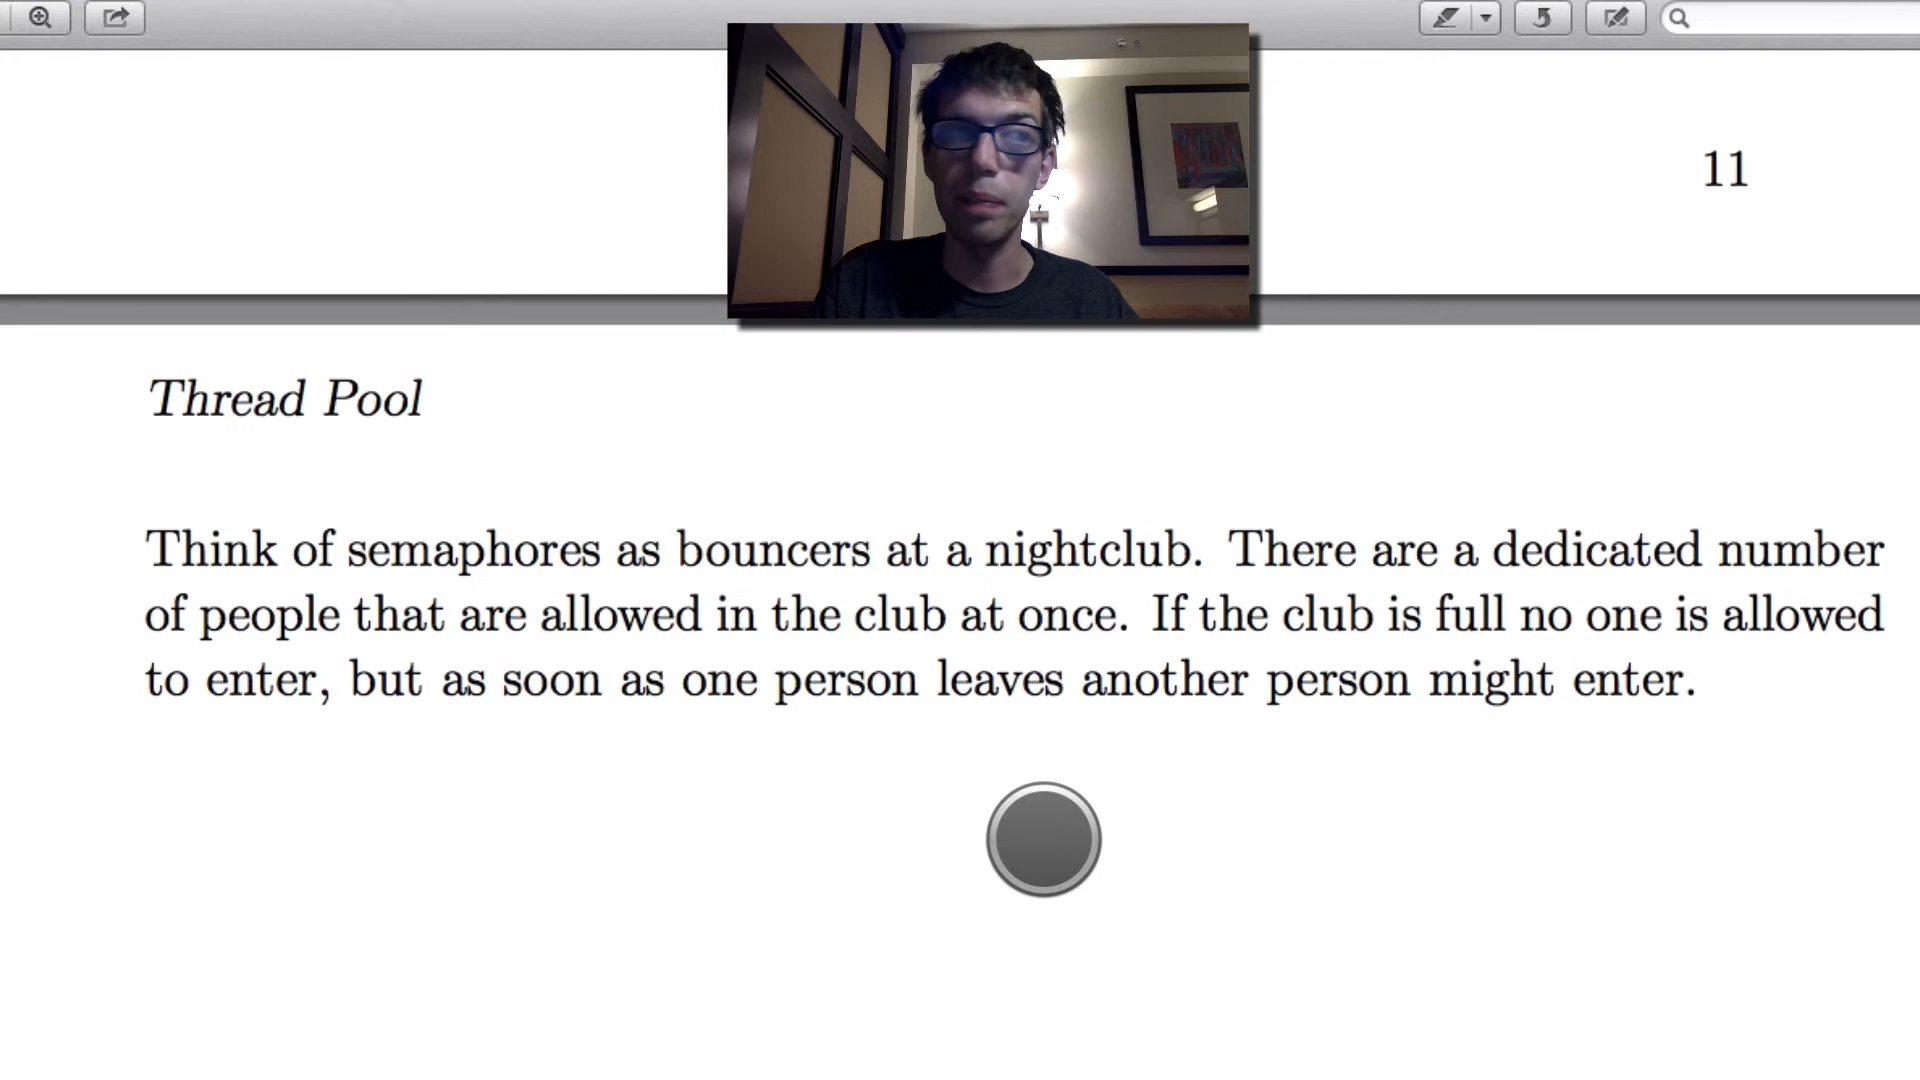 11
Thread Pool
Think of semaphores as bouncers at a nightclub. There are a dedicated number
of people that are allowed in the club at once. If the club is full no one is allowed
to enter, but as soon as one person leaves another person might enter.